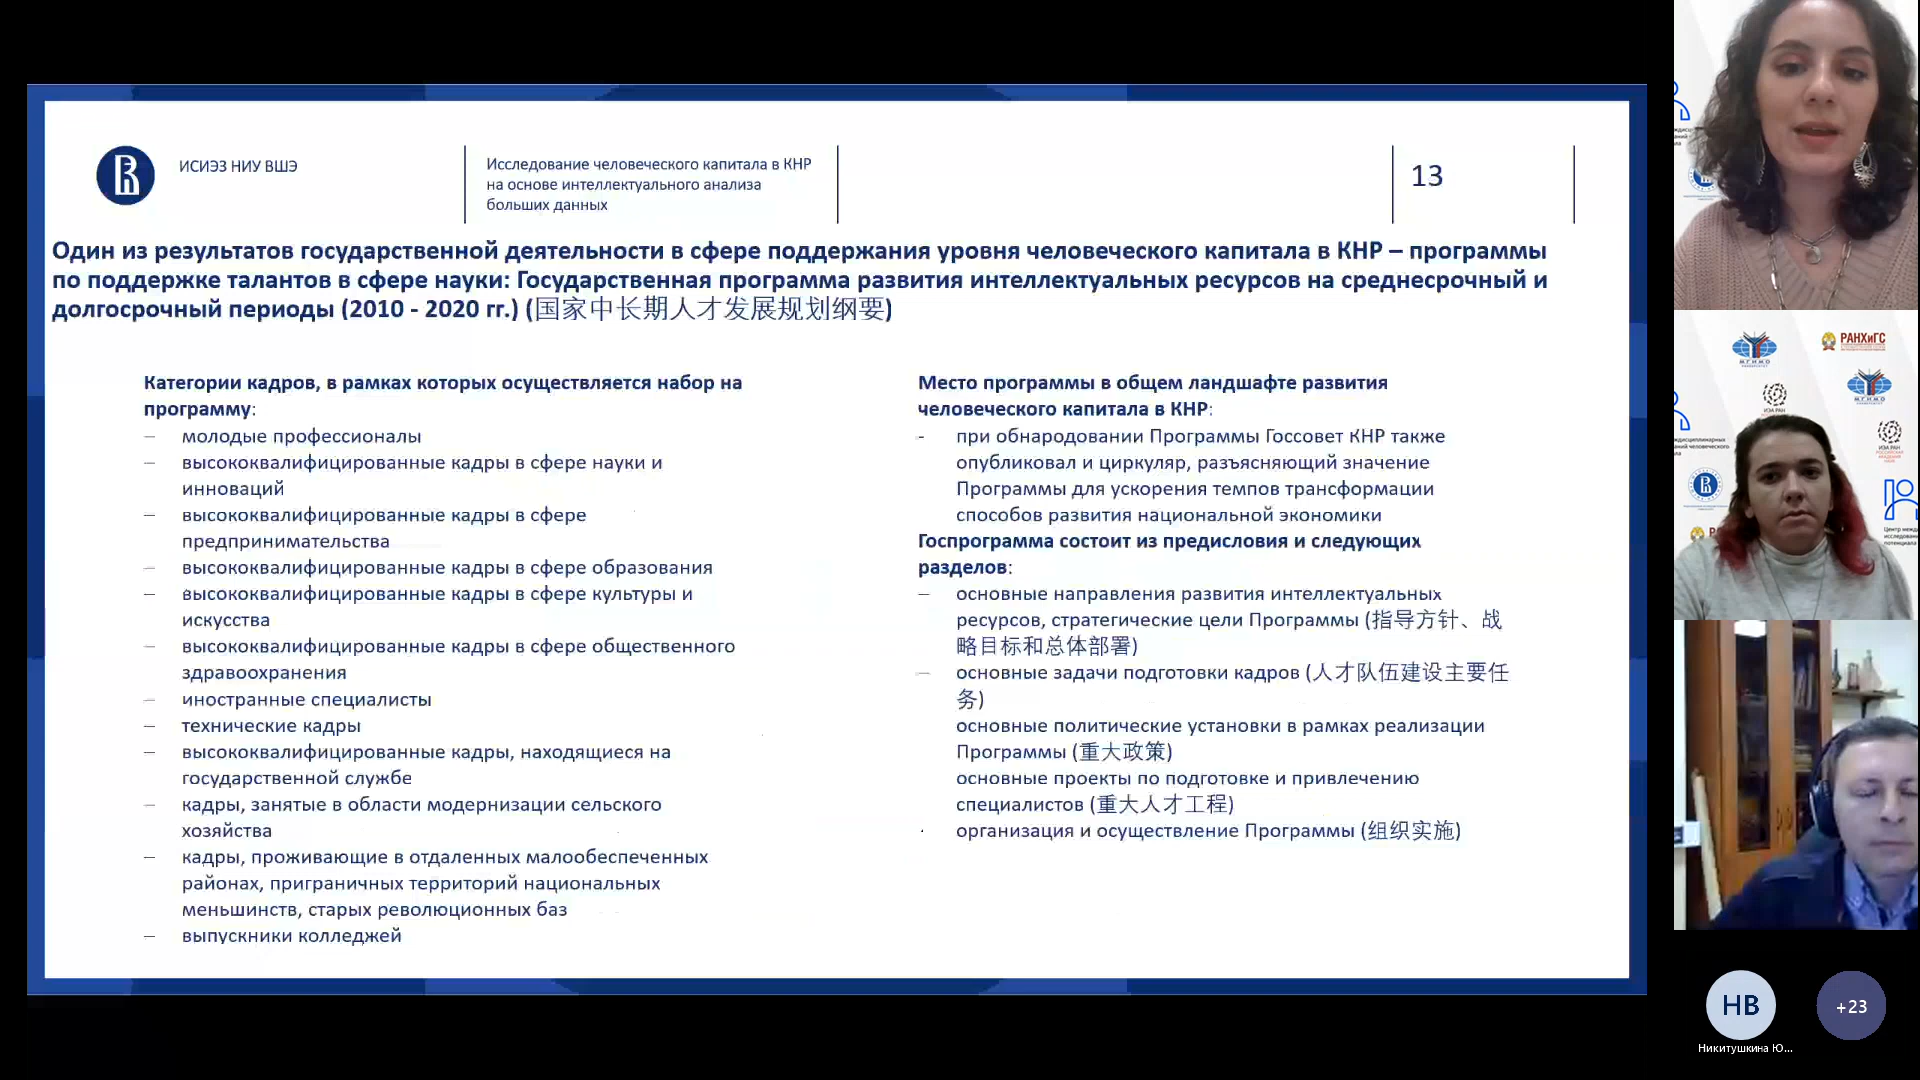 ИСИЭЗ НИУ ВШЭ
Исследование человеческого капитала в КНР
на основе интеллектуального анализа
больших данных
13
Один из результатов государственной деятельности в сфере поддержания уровня человеческого капитала в КНР – программы
по поддержке талантов в сфере науки: Государственная программа развития интеллектуальных ресурсов на среднесрочный и
долгосрочный периоды (2010 - 2020 гг.) (国家中长期人才发展规划纲要)
Категории кадров, в рамках которых осуществляется набор на
программу:
– молодые профессионалы
– высококвалифицированные кадры в сфере науки и
инноваций
– высококвалифицированные кадры в сфере
предпринимательства
– высококвалифицированные кадры в сфере образования
– высококвалифицированные кадры в сфере культуры и
искусства
– высококвалифицированные кадры в сфере общественного
здравоохранения
– иностранные специалисты
– технические кадры
– высококвалифицированные кадры, находящиеся на
государственной службе
– кадры, занятые в области модернизации сельского
хозяйства
– кадры, проживающие в отдаленных малообеспеченных
районах, приграничных территорий национальных
меньшинств, старых революционных баз
– выпускники колледжей
Место программы в общем ландшафте развития
человеческого капитала в КНР:
- при обнародовании Программы Госсовет КНР также
опубликовал и циркуляр, разъясняющий значение
Программы для ускорения темпов трансформации
способов развития национальной экономики
Госпрограмма состоит из предисловия и следующих
разделов:
– основные направления развития интеллектуальных
ресурсов, стратегические цели Программы (指导方针、战
略目标和总体部署)
– основные задачи подготовки кадров (人才队伍建设主要任
务)
основные политические установки в рамках реализации
Программы (重大政策)
основные проекты по подготовке и привлечению
специалистов (重大人才工程)
организация и осуществление Программы (组织实施)
РАНХиГС
МГИМО
ИЭА РАН
МГИМО
ИЭА РАН
НВ
+23
Никитушкина Ю...